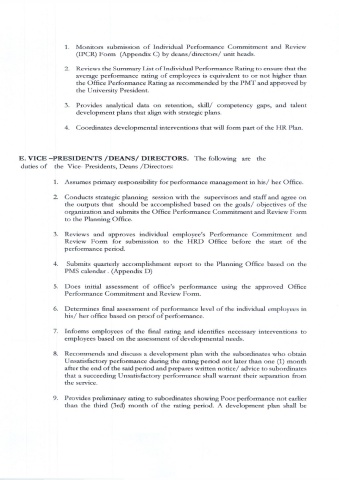 1. Monitors submission of Individual Performance Commitment and Review
(IPCR) Form (Appendix C) by deans/directors/ unit heads.
2. Reviews the Summary List of Individual Performance Rating to ensure that the
average performance rating of employees is equivalent to or not higher than
the Office Performance Rating as recommended by the PMT and approved by
the University President.
3. Provides analytical data on retention, skill/ competency gaps, and talent
development plans that align with strategic plans.
4. Coordinates developmental interventions that will form part of the HR Plan.
E. VICE –PRESIDENTS /DEANS/ DIRECTORS. The following are the
duties of the Vice Presidents, Deans /Directors:
1. Assumes primary responsibility for performance management in his/ her Office.
2. Conducts strategic planning session with the supervisors and staff and agree on
the outputs that should be accomplished based on the goals/ objectives of the
organization and submits the Office Performance Commitment and Review Form
to the Planning Office.
3. Reviews and approves individual employee's Performance Commitment and
Review Form for submission to the HRD Office before the start of the
performance period.
4. Submits quarterly accomplishment report to the Planning Office based on the
PMS calendar . (Appendix D)
5. Does initial assessment of office's performance using the approved Office
Performance Commitment and Review Form.
6. Determines final assessment of performance level of the individual employees in
his/ her office based on proof of performance.
7. Informs employees of the final rating and identifies necessary interventions to
employees based on the assessment of developmental needs.
8. Recommends and discuss a development plan with the subordinates who obtain
Unsatisfactory performance during the rating period not later than one (1) month
after the end of the said period and prepares written notice/ advice to subordinates
that a succeeding Unsatisfactory performance shall warrant their separation from
the service.
9. Provides preliminary rating to subordinates showing Poor performance not earlier
than the third (3rd) month of the rating period. A development plan shall be